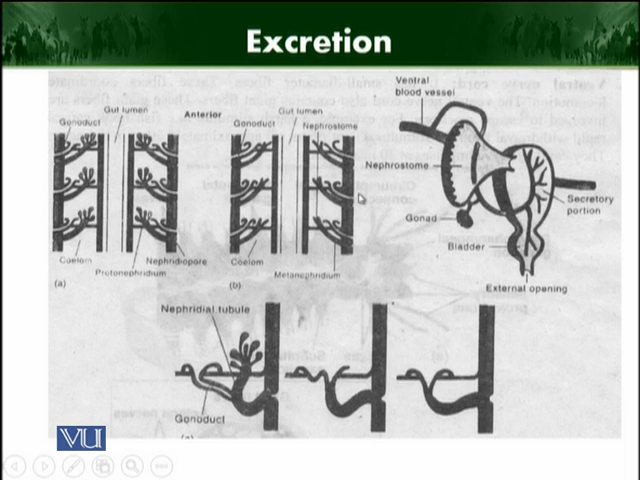 Excretion
Ventral
blood vessel
Gut lumen
Gonoduct
Anterior
Gut lumen
Gonoduct
Nephrostome
Nephrostome
Secretory
portion
Gonad
Bladder
External opening
Coelom
Nephridiopore
Protonephridium
(a)
Coelom
Metanephridium
(b)
Nephridial tubule
Gonoduct
VU